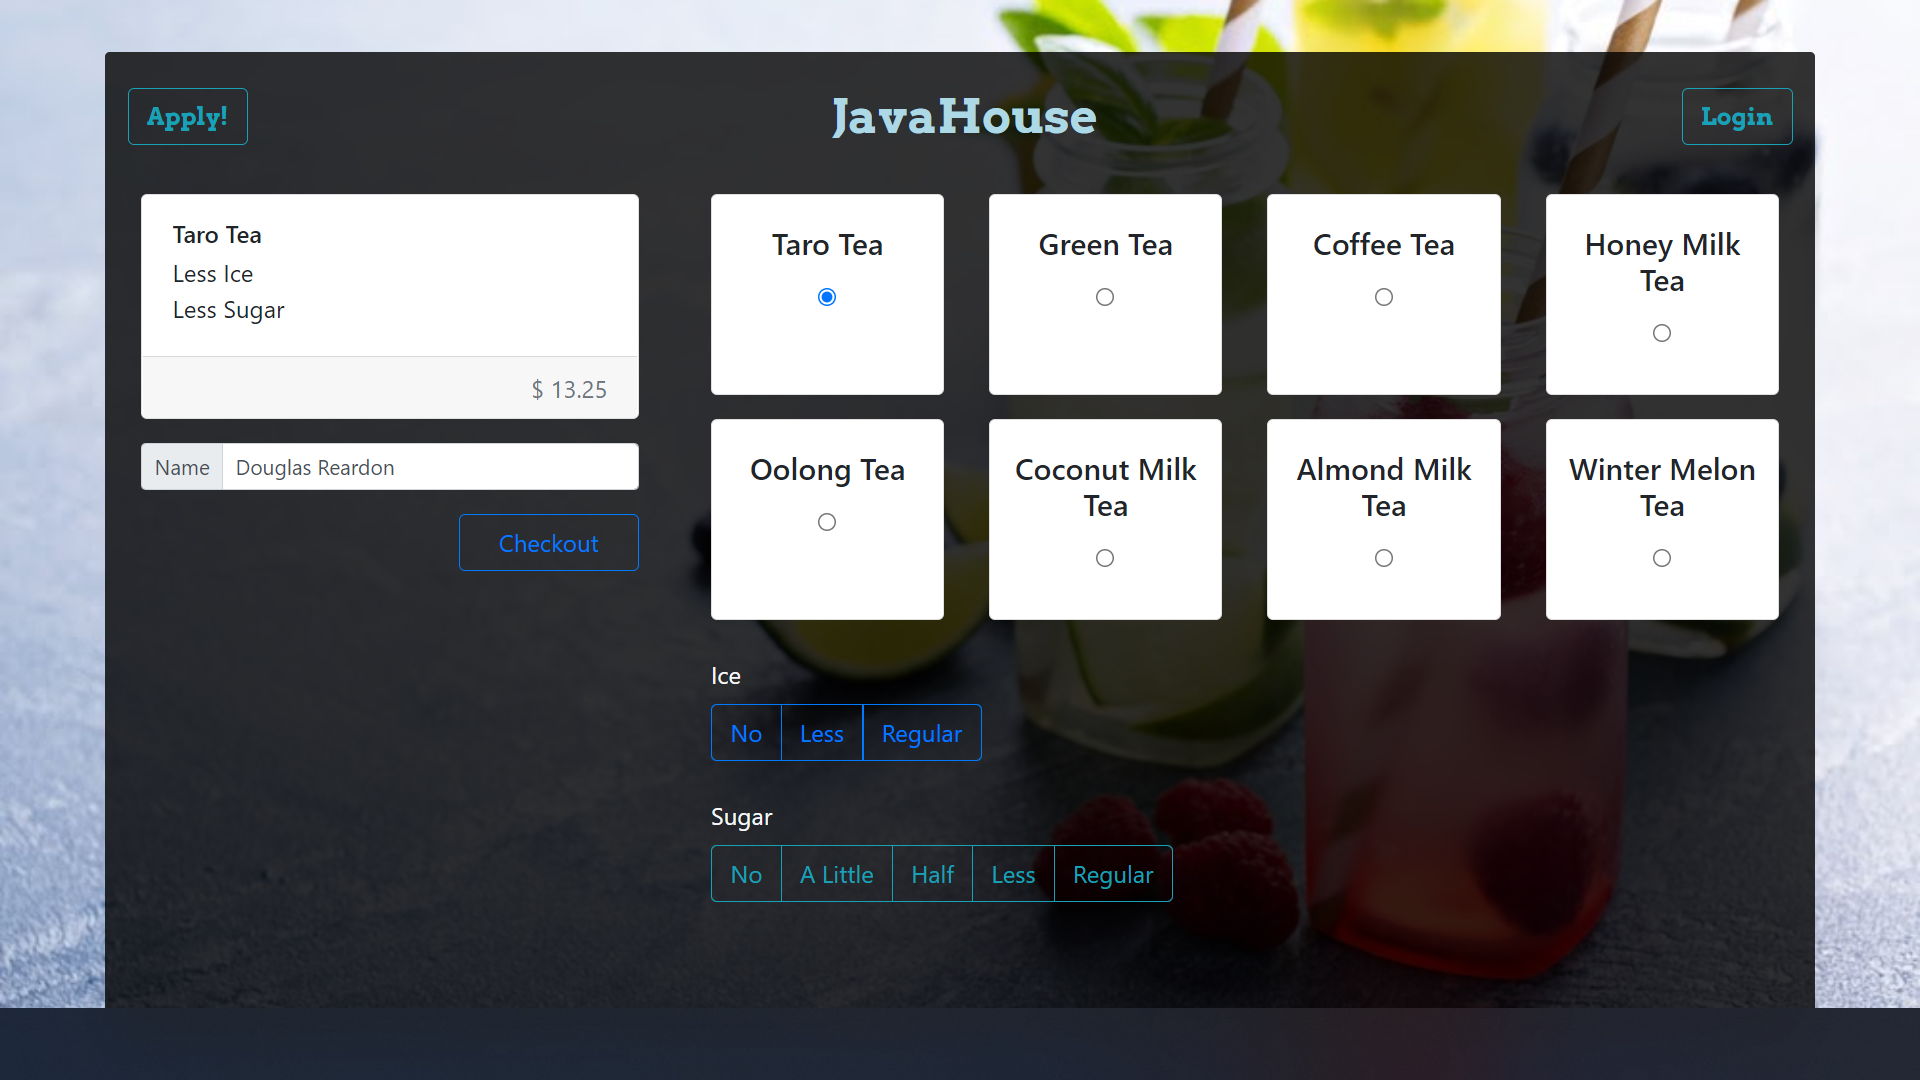 Apply!
JavaHouse
Login
Taro Tea
Less Ice
Less Sugar
$ 13.25
Name
Douglas Reardon
Checkout
Taro Tea
Green Tea
Coffee Tea
Honey Milk
Tea
Oolong Tea
Coconut Milk
Tea
Almond Milk
Tea
Winter Melon
Tea
Ice
No
Less
Regular
Sugar
No
A Little
Half
Less
Regular